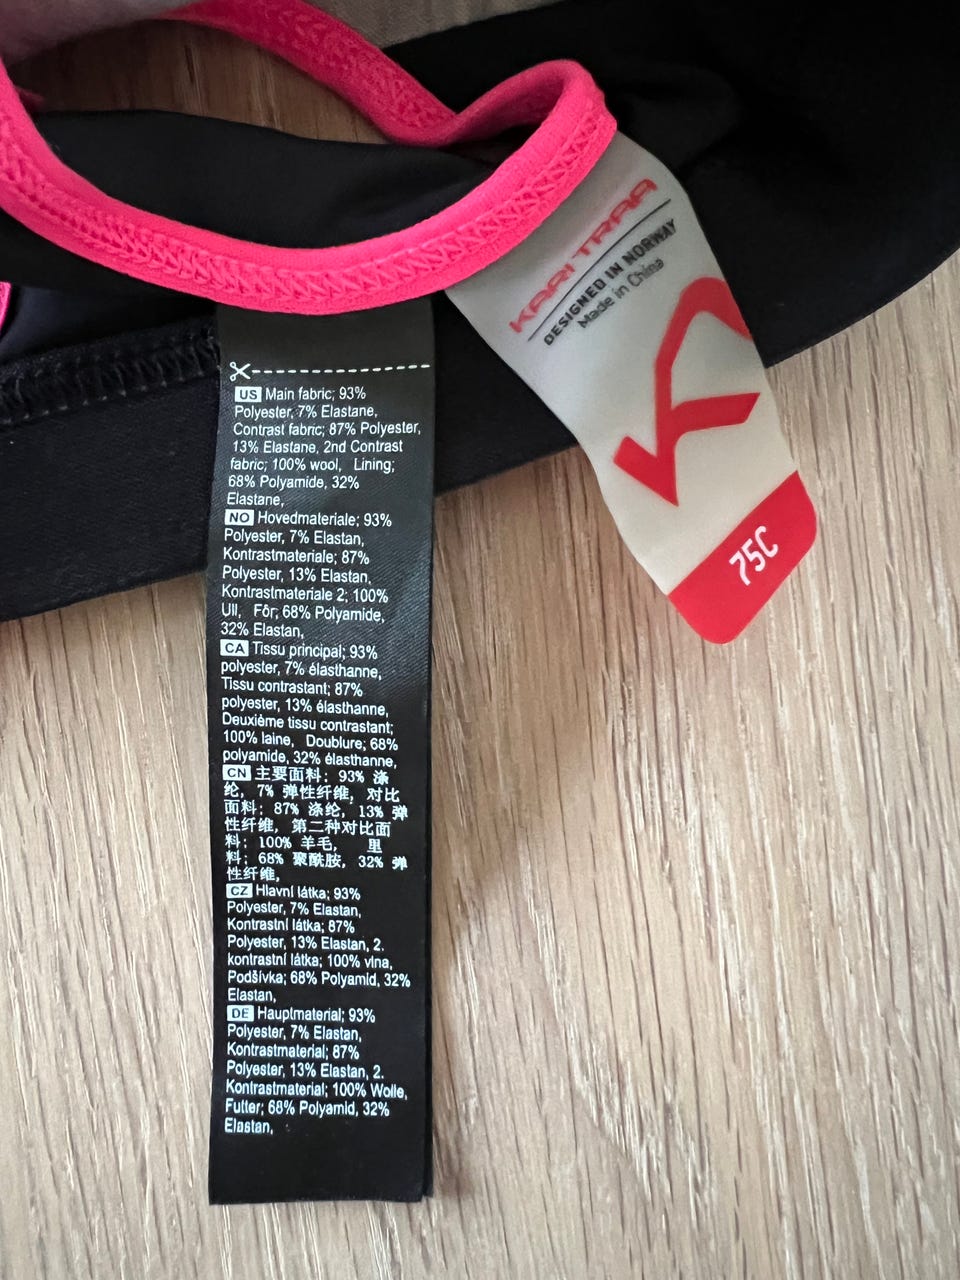 KARI TRAA
DESIGNED IN NORWAY
Made in China
75C
US Main fabric; 93%
Polyester, 7% Elastane,
Contrast fabric; 87% Polyester,
13% Elastane, 2nd Contrast
fabric; 100% wool, Lining;
68% Polyamide, 32%
Elastane,
NO Hovedmateriale; 93%
Polyester, 7% Elastan,
Kontrastmateriale; 87%
Polyester, 13% Elastan,
Kontrastmateriale 2; 100%
Ull, Fôr; 68% Polyamide,
32% Elastan,
CA Tissu principal; 93%
polyester, 7% élasthanne,
Tissu contrastant; 87%
polyester, 13% élasthanne,
Deuxième tissu contrastant;
100% laine, Doublure; 68%
polyamide, 32% élasthanne,
CN 主要面料; 93% 涤
纶, 7% 弹性纤维, 对比
面料; 87% 涤纶, 13% 弹
性纤维, 第二种对比面
料; 100% 羊毛, 里
料; 68% 聚酰胺, 32% 弹
性纤维,
CZ Hlavní látka; 93%
Polyester, 7% Elastan,
Kontrastní látka; 87%
Polyester, 13% Elastan, 2.
kontrastní látka; 100% vlna,
Podšívka; 68% Polyamid, 32%
Elastan,
DE Hauptmaterial; 93%
Polyester, 7% Elastan,
Kontrastmaterial; 87%
Polyester, 13% Elastan, 2.
Kontrastmaterial; 100% Wolle,
Futter; 68% Polyamid, 32%
Elastan,